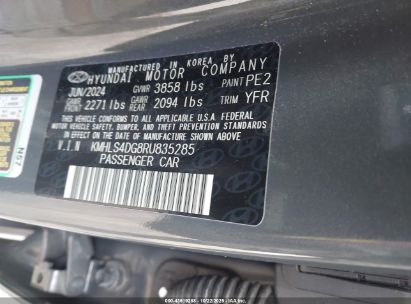 MANUFACTURED IN KOREA BY
HYUNDAI MOTOR COMPANY
JUN/2024 GVWR 3858 lbs PAINT PE2
GAWR FRONT 2271 lbs GAWR REAR 2094 lbs TRIM YFR
THIS VEHICLE CONFORMS TO ALL APPLICABLE U.S.A FEDERAL
MOTOR VEHICLE SAFETY, BUMPER, AND THEFT PREVENTION
STANDARDS IN EFFECT ON THE DATE OF MANUFACTURE SHOWN ABOVE.
V.I.N KMHLS4DG8RU835285
PASSENGER CAR
N57